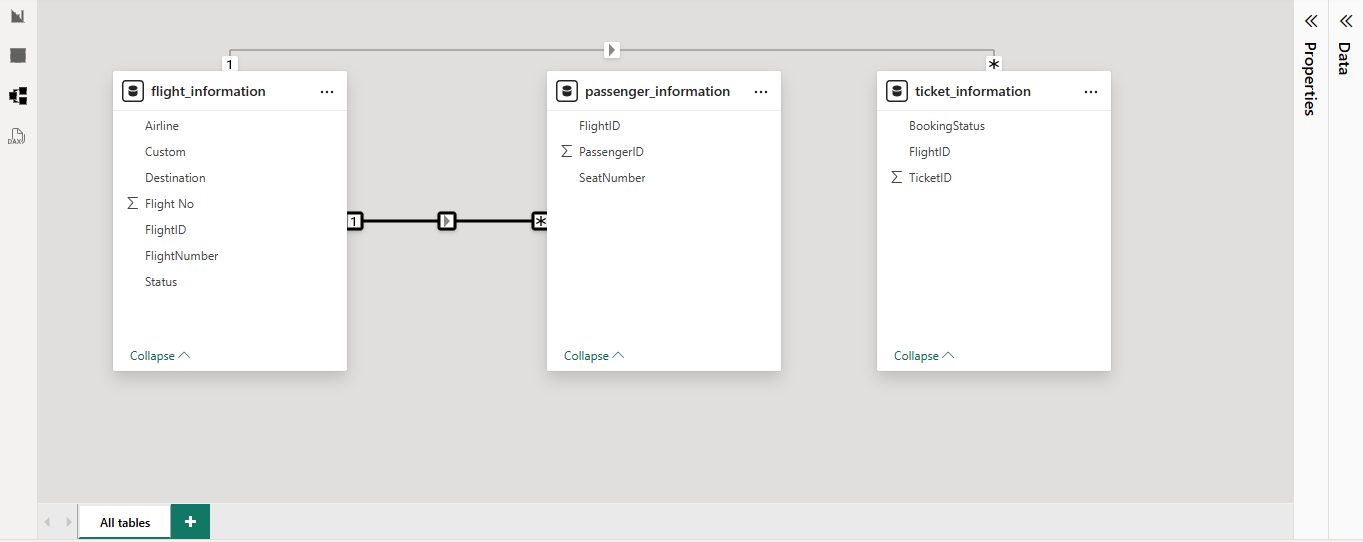 1
*
flight_information ...
Airline
Custom
Destination
Σ Flight No
FlightID
FlightNumber
Status
Collapse
1
*
passenger_information ...
FlightID
Σ PassengerID
SeatNumber
Collapse
ticket_information ...
BookingStatus
FlightID
Σ TicketID
Collapse
Properties
Data
DAX
All tables
+